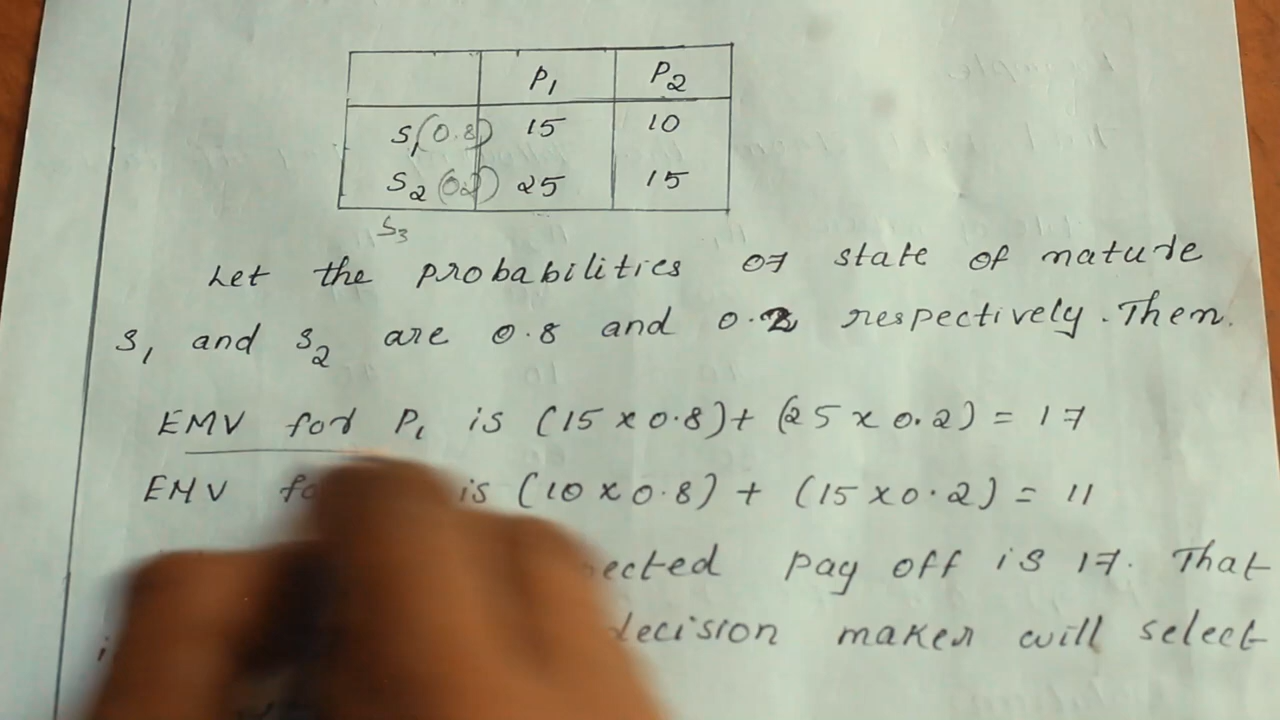 P1 P2
S1 (0.8) 15 10
S2 (0.2) 25 15
S3
Let the probabilities of state of nature
S1 and S2 are 0.8 and 0.2 respectively. Then.
EMV for P1 is (15 x 0.8) + (25 x 0.2) = 17
EMV is (10 x 0.8) + (15 x 0.2) = 11
pay off is 17. That
decision maker will select